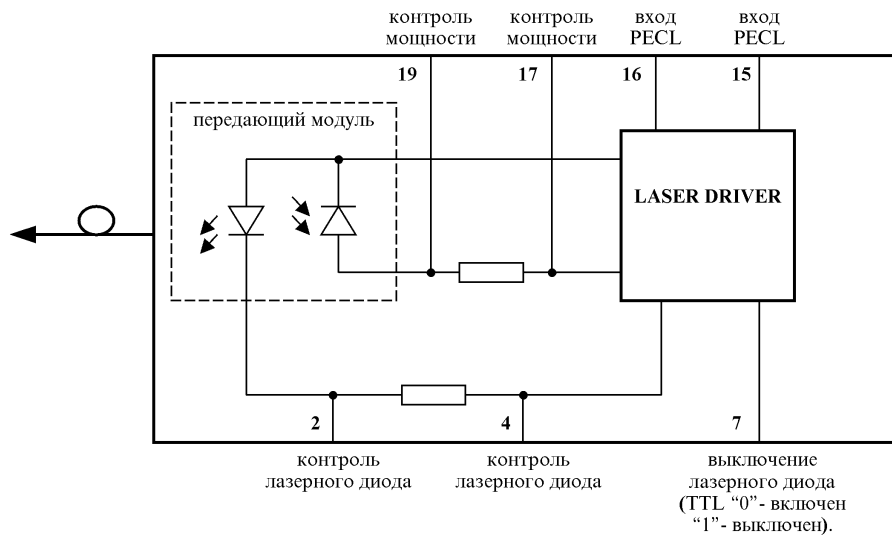 контроль
мощности
контроль
мощности
вход
PECL
вход
PECL
19
17
16
15
передающий модуль
LASER DRIVER
2
4
7
контроль
лазерного диода
контроль
лазерного диода
выключение
лазерного диода
(TTL “0”- включен
“1”- выключен).